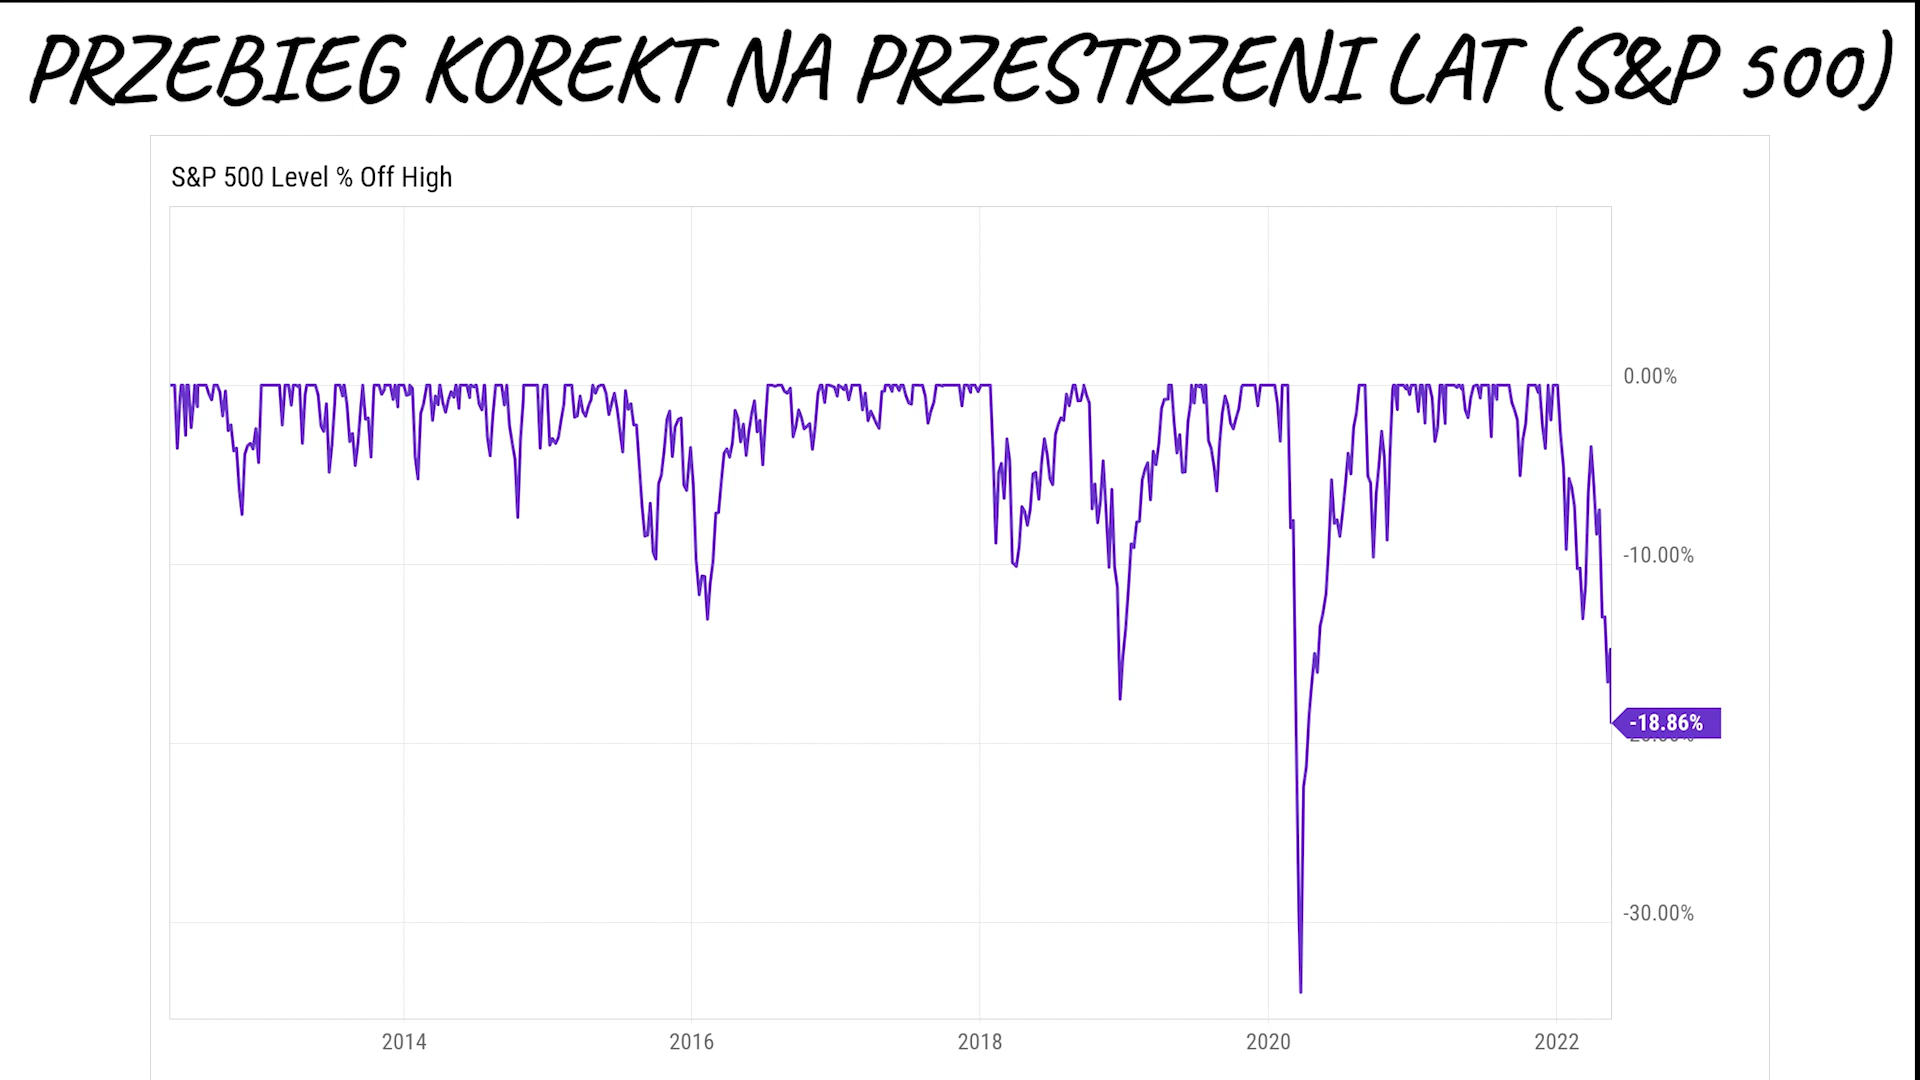 PRZEBIEG KOREKT NA PRZESTRZENI LAT (S&P 500)
S&P 500 Level % Off High
0.00%
-10.00%
-18.86%
-30.00%
2014 2016 2018 2020 2022